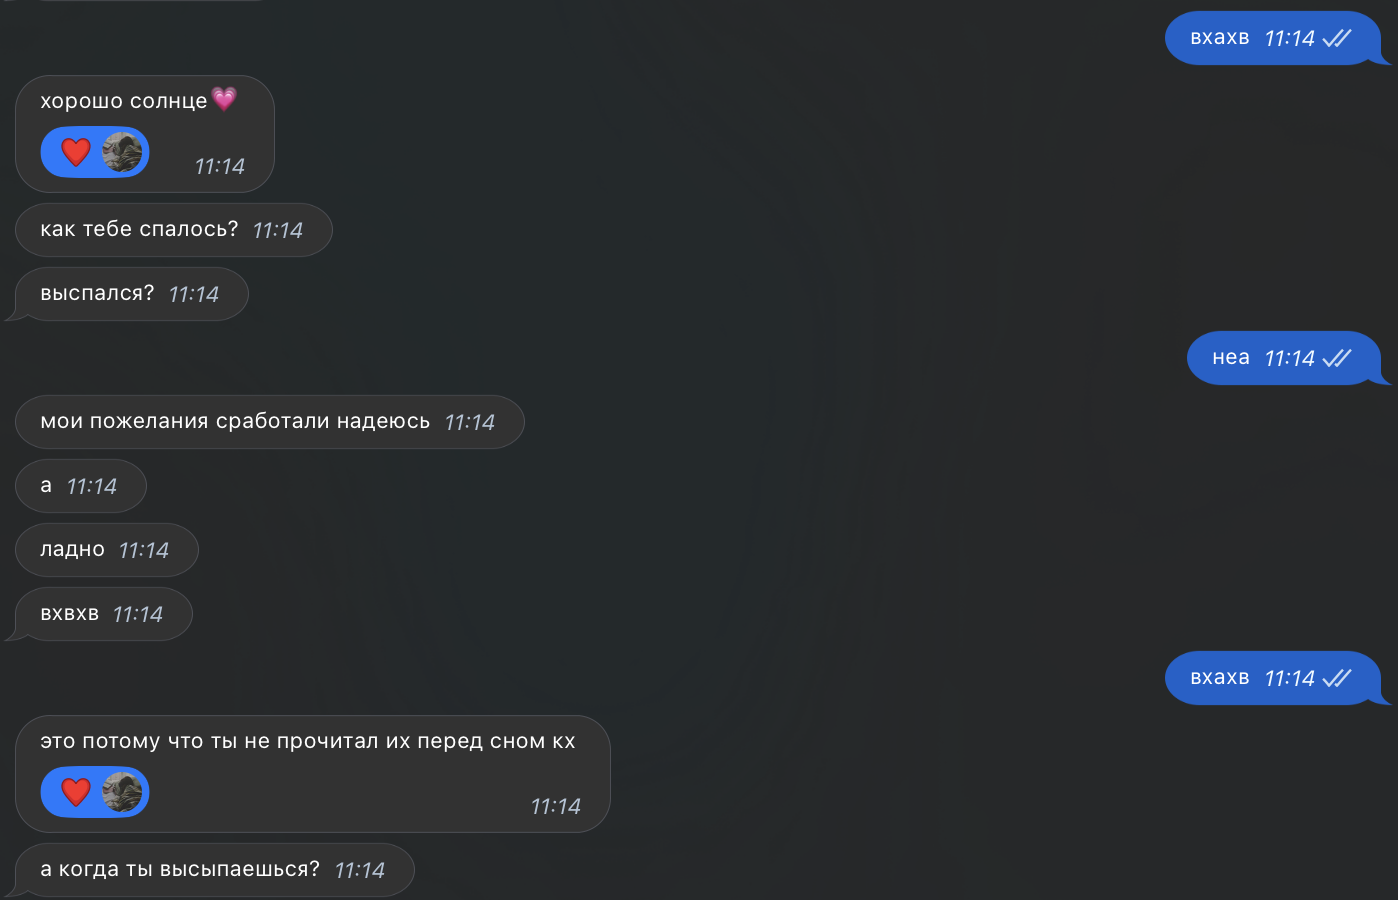 вхахв 11:14
хорошо солнце💗
❤️ 11:14
как тебе спалось? 11:14
выспался? 11:14
неа 11:14
мои пожелания сработали надеюсь 11:14
а 11:14
ладно 11:14
вхвхв 11:14
вхахв 11:14
это потому что ты не прочитал их перед сном кх
❤️ 11:14
а когда ты высыпаешься? 11:14